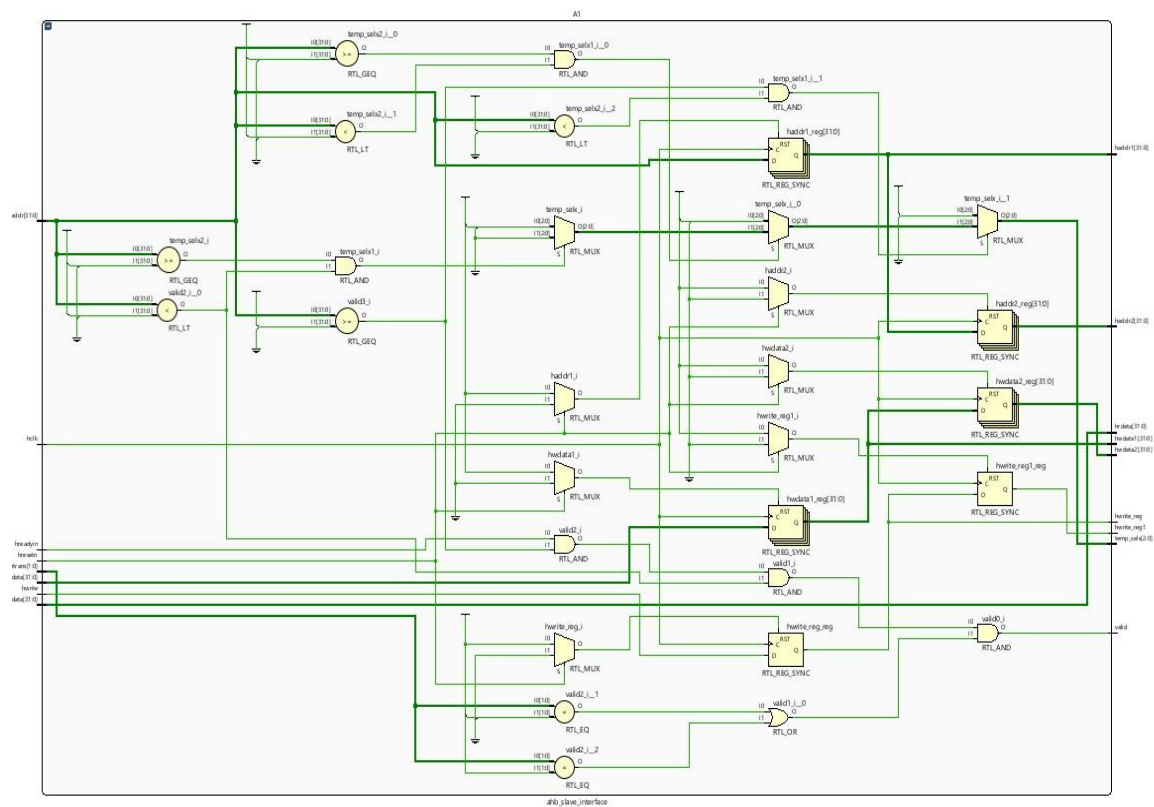 A1
temp_selx2_i__0
I0[31:0]
I1[31:0]
O
RTL_GEQ
temp_selx1_i__0
I0
I1
O
RTL_AND
temp_selx1_i__1
I0
I1
O
RTL_AND
temp_selx2_i__1
I0[31:0]
I1[31:0]
O
RTL_LT
temp_selx2_i__2
I0[31:0]
I1[31:0]
O
RTL_LT
haddr1_reg[31:0]
RST
C
D
Q
RTL_REG_SYNC
haddr1[31:0]
addr[31:0]
temp_selx_i
I0[2:0]
I1[2:0]
O[2:0]
S
RTL_MUX
temp_selx_i__0
I0[2:0]
I1[2:0]
O[2:0]
S
RTL_MUX
temp_selx_i__1
I0[2:0]
I1[2:0]
O[2:0]
S
RTL_MUX
temp_selx2_i
I0[31:0]
I1[31:0]
O
RTL_GEQ
temp_selx1_i
I0
I1
O
RTL_AND
valid2_i__0
I0[31:0]
I1[31:0]
O
RTL_LT
valid3_i
I0[31:0]
I1[31:0]
O
RTL_GEQ
haddr2_i
I0
I1
O
S
RTL_MUX
haddr2_reg[31:0]
RST
C
D
Q
RTL_REG_SYNC
haddr2[31:0]
haddr1_i
I0
I1
O
S
RTL_MUX
hwdata2_i
I0
I1
O
S
RTL_MUX
hwdata2_reg[31:0]
RST
C
D
Q
RTL_REG_SYNC
hrdata[31:0]
hwdata1[31:0]
hwdata2[31:0]
hclk
hwrite_reg1_i
I0
I1
O
S
RTL_MUX
hwdata1_i
I0
I1
O
S
RTL_MUX
hwrite_reg1_reg
RST
C
D
Q
RTL_REG_SYNC
hwdata1_reg[31:0]
RST
C
D
Q
RTL_REG_SYNC
hwrite_reg
hwrite_reg1
temp_selx[2:0]
hreadyin
hresetn
trans[1:0]
data[31:0]
hwrite
data[31:0]
valid2_i
I0
I1
O
RTL_AND
valid1_i
I0
I1
O
RTL_AND
hwrite_reg_i
I0
I1
O
S
RTL_MUX
hwrite_reg_reg
RST
C
D
Q
RTL_REG_SYNC
valid0_i
I0
I1
O
RTL_AND
valid
valid2_i__1
I0[1:0]
I1[1:0]
O
RTL_EQ
valid1_i__0
I0
I1
O
RTL_OR
valid2_i__2
I0[1:0]
I1[1:0]
O
RTL_EQ
ahb_slave_interface